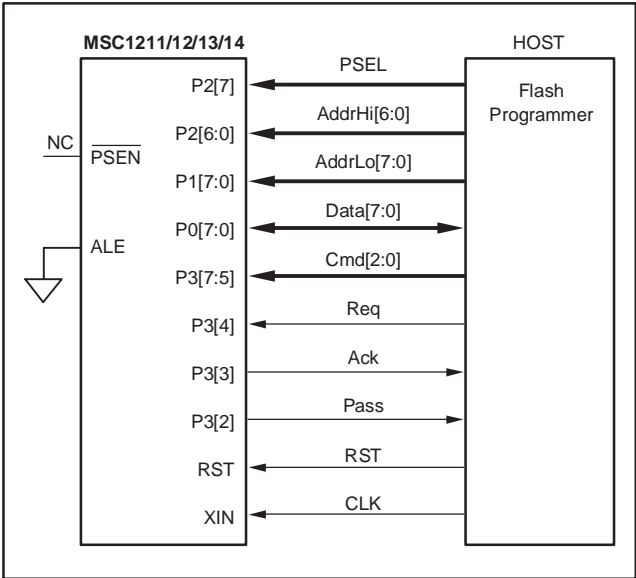 MSC1211/12/13/14
HOST
PSEL
P2[7]
Flash
Programmer
AddrHi[6:0]
P2[6:0]
NC
PSEN
AddrLo[7:0]
P1[7:0]
Data[7:0]
P0[7:0]
ALE
Cmd[2:0]
P3[7:5]
Req
P3[4]
Ack
P3[3]
Pass
P3[2]
RST
RST
CLK
XIN